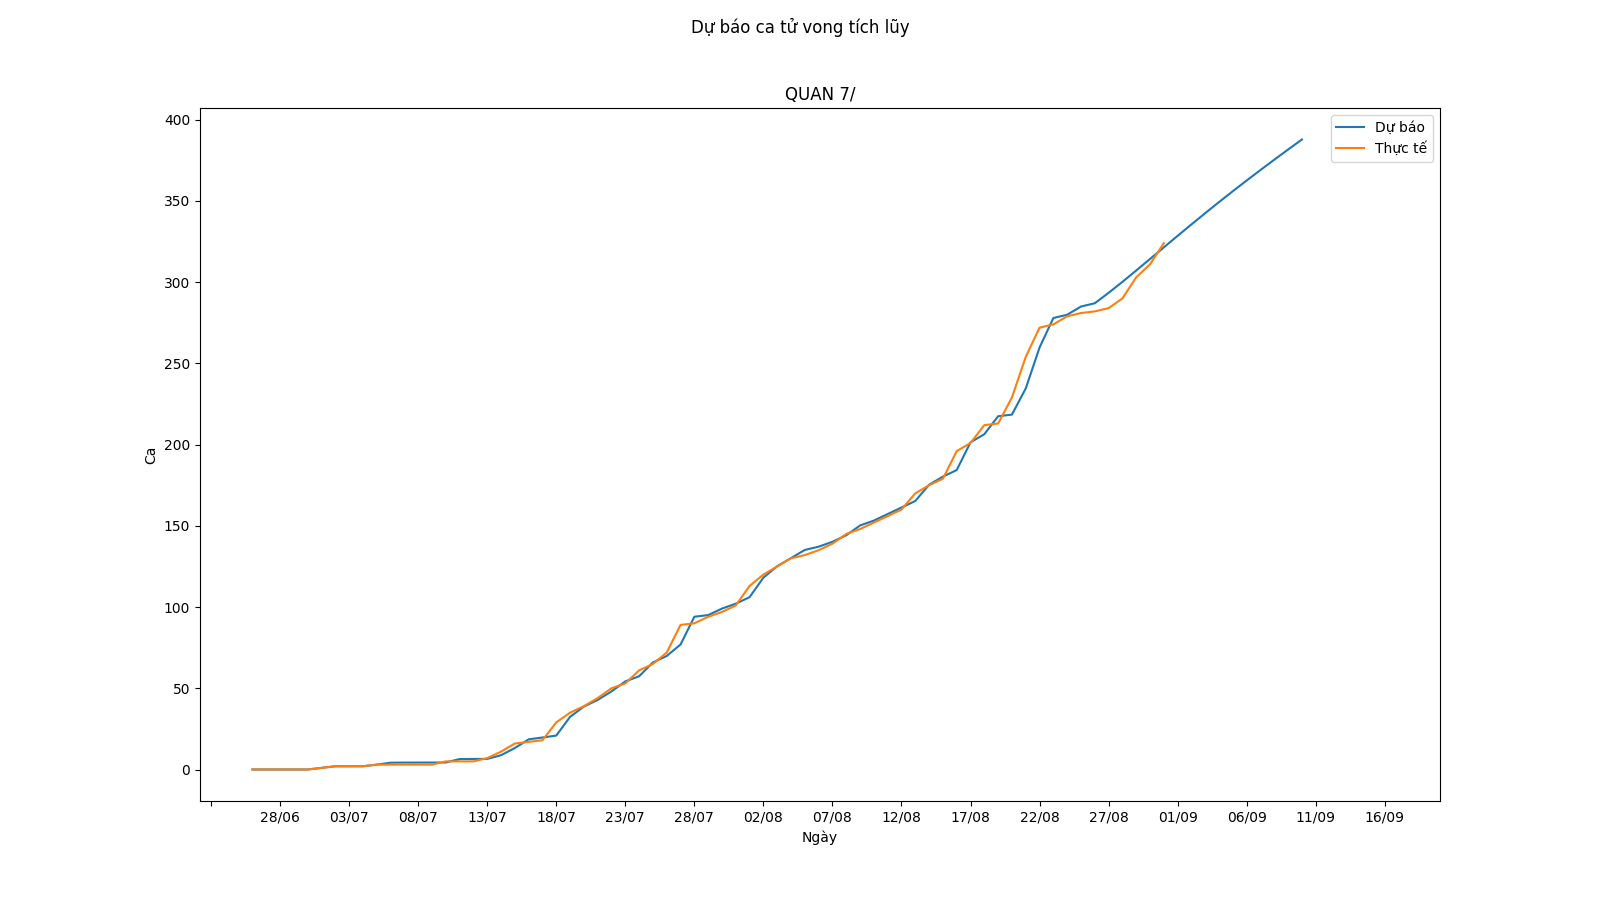 Dự báo ca tử vong tích lũy
QUAN 7/
Dự báo
Thực tế
400
350
300
250
200
150
100
50
0
Ca
28/06 03/07 08/07 13/07 18/07 23/07 28/07 02/08 07/08 12/08 17/08 22/08 27/08 01/09 06/09 11/09 16/09
Ngày